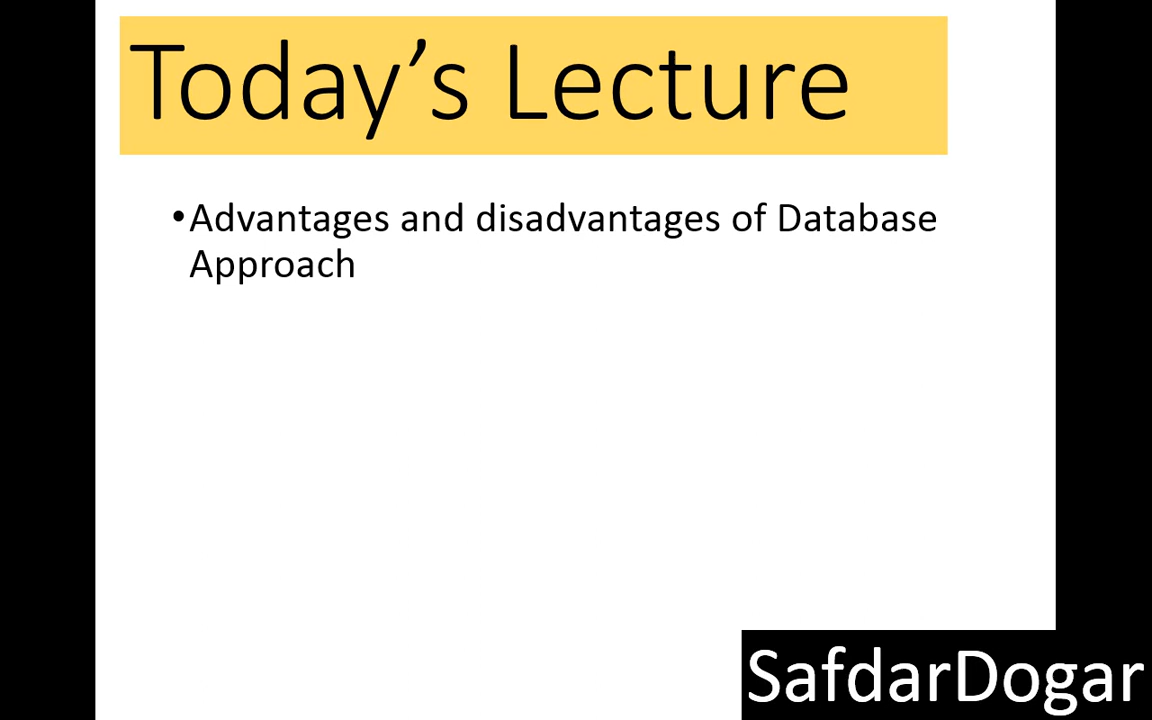 Today’s Lecture
•Advantages and disadvantages of Database
Approach
SafdarDogar